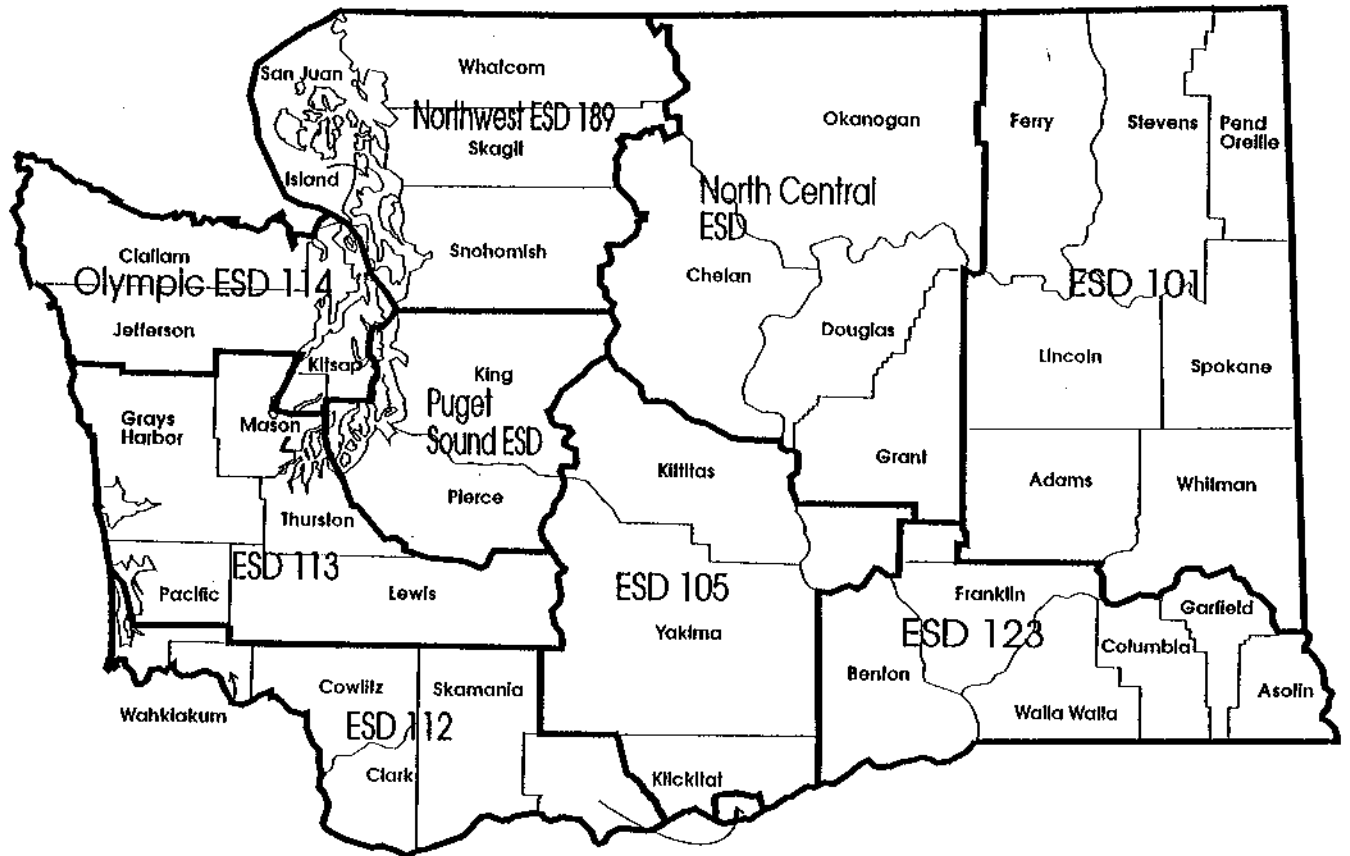 San Juan
Whatcom
Northwest ESD 189
Skagit
Island
Snohomish
Okanogan
Ferry
Stevens
Pend
Oreille
North Central
ESD
Chelan
Douglas
ESD 101
Lincoln
Spokane
Clallam
Olympic ESD 114
Jefferson
Kitsap
King
Puget
Sound ESD
Grays
Harbor
Mason
Pierce
Thurston
Kittitas
Grant
Adams
Whitman
ESD 113
Pacific
Lewis
ESD 105
Yakima
Franklin
ESD 123
Garfield
Columbia
Benton
Walla Walla
Asotin
Wahkiakum
Cowlitz
Skamania
ESD 112
Clark
Klickitat